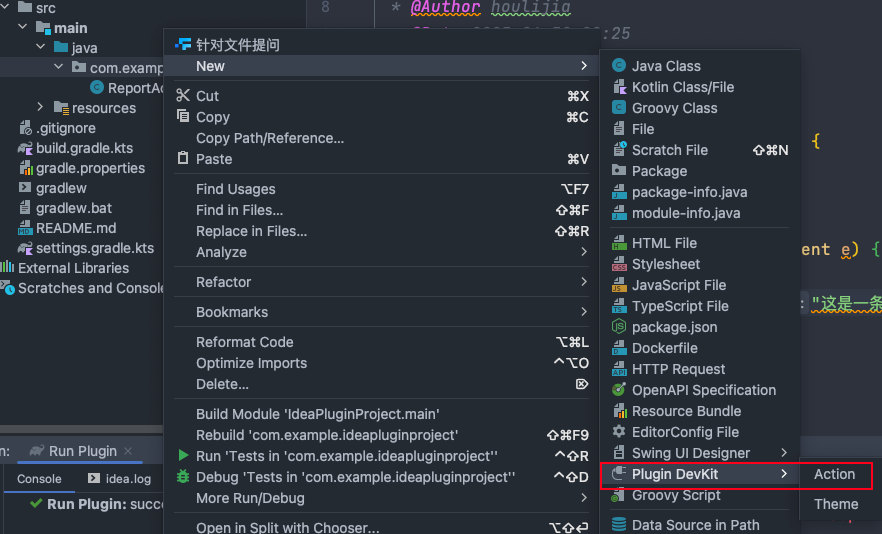 src
main
java
com.examp
ReportAc
resources
.gitignore
build.gradle.kts
gradle.properties
gradlew
gradlew.bat
README.md
settings.gradle.kts
External Libraries
Scratches and Console
8
* @Author houlijia
:25
{
ent e) {
: "这是一条
针对文件提问
New
Cut ⌘X
Copy ⌘C
Copy Path/Reference...
Paste ⌘V
Find Usages ⌥F7
Find in Files... ⇧⌘F
Replace in Files... ⇧⌘R
Analyze
Refactor
Bookmarks
Reformat Code ⌥⌘L
Optimize Imports ^⌥O
Delete... ⌦
Build Module 'IdeaPluginProject.main'
Rebuild 'com.example.ideapluginproject' ⇧⌘F9
Run 'Tests in 'com.example.ideapluginproject'' ^⇧R
Debug 'Tests in 'com.example.ideapluginproject'' ^⇧D
More Run/Debug
Open in Split with Chooser... ⌥⇧↩
Java Class
Kotlin Class/File
Groovy Class
File
Scratch File ⇧⌘N
Package
package-info.java
module-info.java
HTML File
Stylesheet
JavaScript File
TypeScript File
package.json
Dockerfile
HTTP Request
OpenAPI Specification
Resource Bundle
EditorConfig File
Swing UI Designer
Plugin DevKit
Groovy Script
Data Source in Path
Action
Theme
n: Run Plugin ×
Console idea.log
Run Plugin: succe